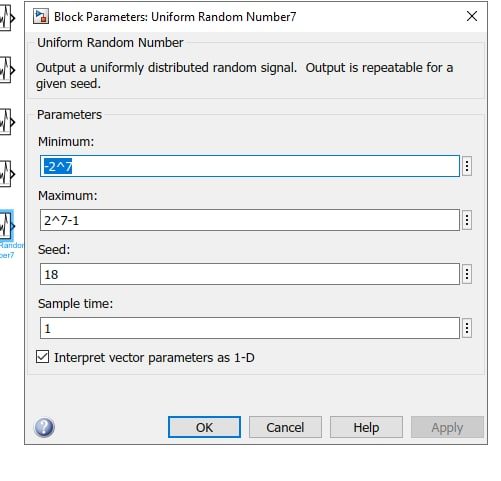 Block Parameters: Uniform Random Number7
Uniform Random Number
Output a uniformly distributed random signal.  Output is repeatable for a
given seed.
Parameters
Minimum:
-2^7
Maximum:
2^7-1
Seed:
18
Sample time:
1
Interpret vector parameters as 1-D
OK
Cancel
Help
Apply
Random
ber7